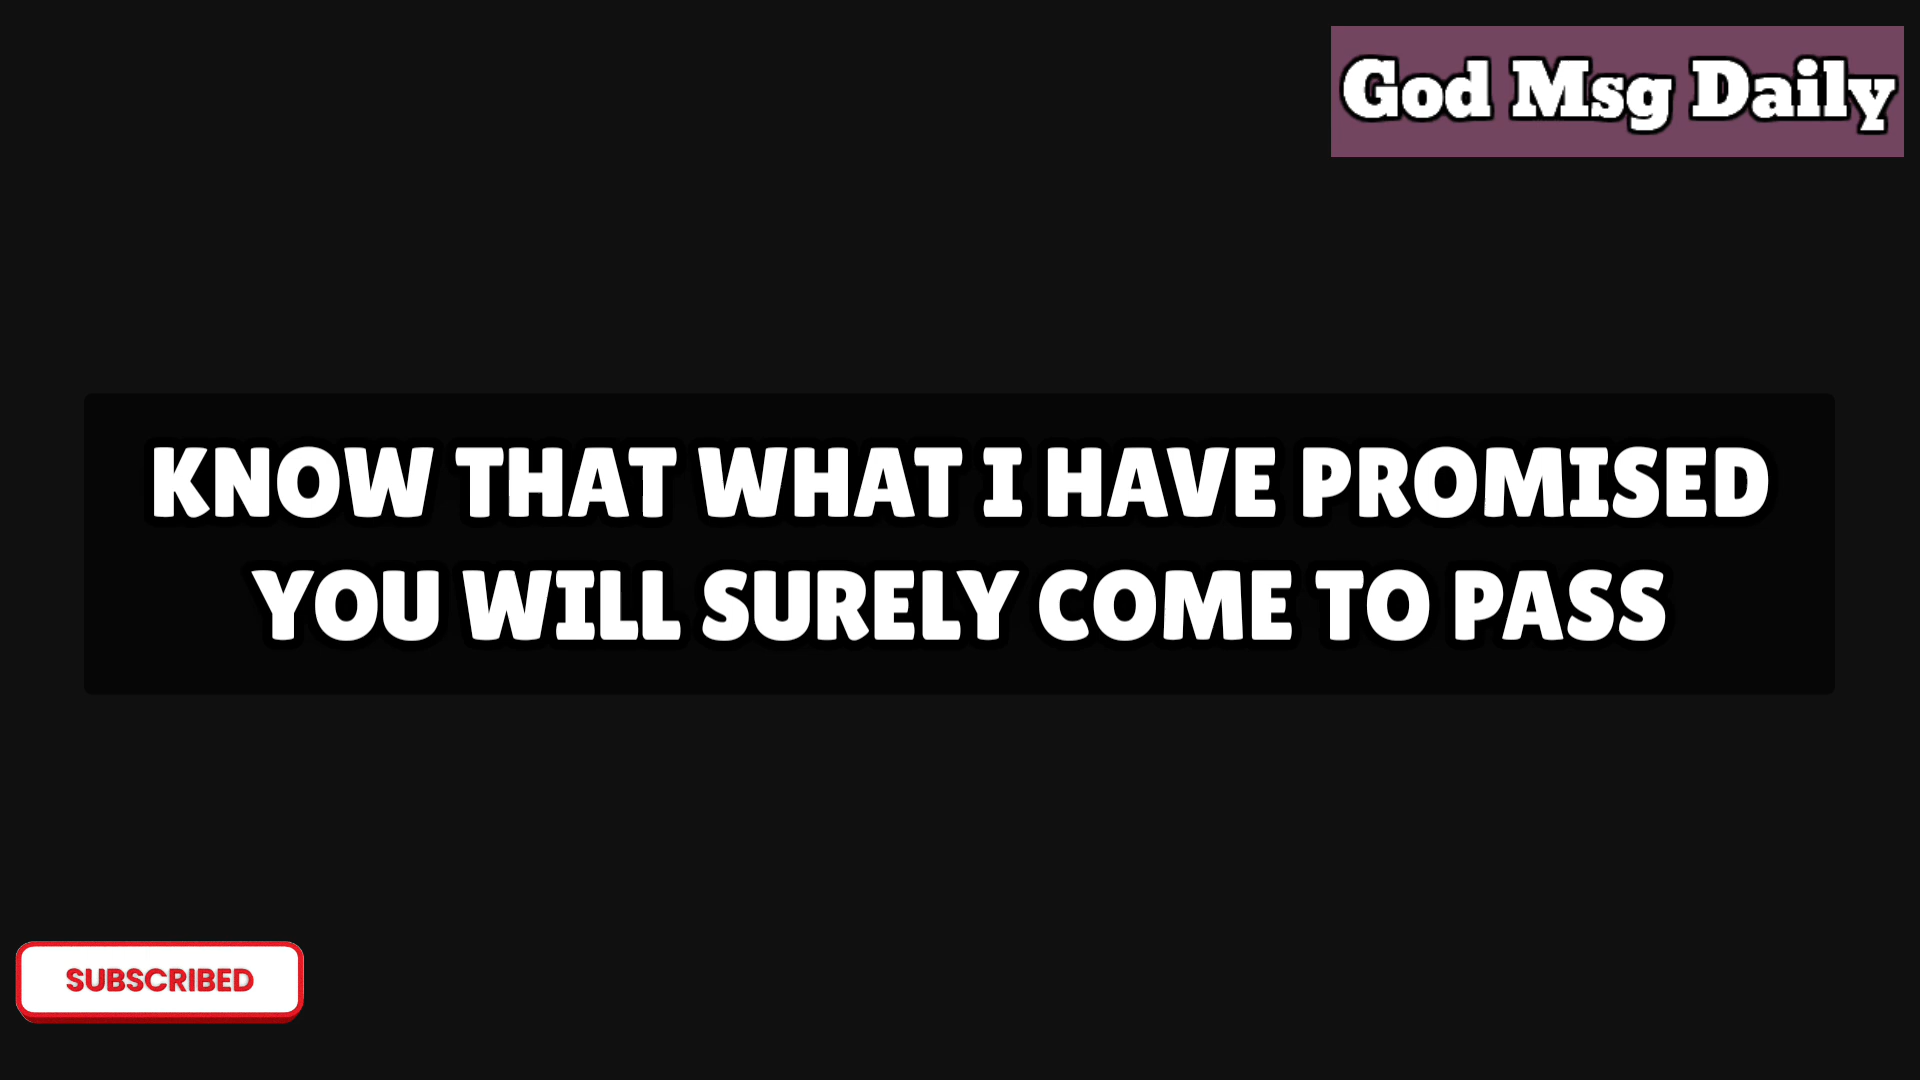 God Msg Daily
KNOW THAT WHAT I HAVE PROMISED
YOU WILL SURELY COME TO PASS
SUBSCRIBED